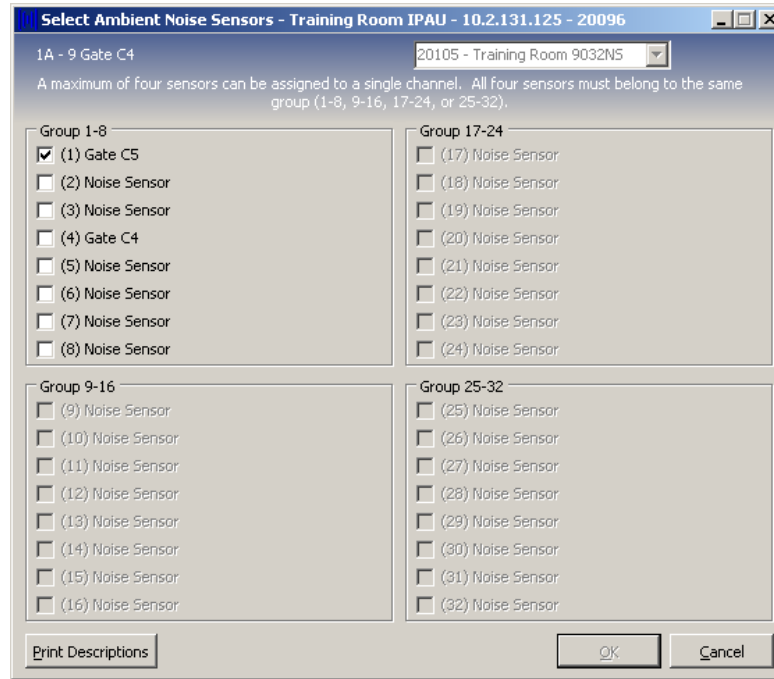 Select Ambient Noise Sensors - Training Room IPAU - 10.2.131.125 - 20096
1A - 9 Gate C4
20105 - Training Room 9032NS
A maximum of four sensors can be assigned to a single channel. All four sensors must belong to the same
group (1-8, 9-16, 17-24, or 25-32).
Group 1-8
(1) Gate C5
(2) Noise Sensor
(3) Noise Sensor
(4) Gate C4
(5) Noise Sensor
(6) Noise Sensor
(7) Noise Sensor
(8) Noise Sensor
Group 17-24
(17) Noise Sensor
(18) Noise Sensor
(19) Noise Sensor
(20) Noise Sensor
(21) Noise Sensor
(22) Noise Sensor
(23) Noise Sensor
(24) Noise Sensor
Group 9-16
(9) Noise Sensor
(10) Noise Sensor
(11) Noise Sensor
(12) Noise Sensor
(13) Noise Sensor
(14) Noise Sensor
(15) Noise Sensor
(16) Noise Sensor
Group 25-32
(25) Noise Sensor
(26) Noise Sensor
(27) Noise Sensor
(28) Noise Sensor
(29) Noise Sensor
(30) Noise Sensor
(31) Noise Sensor
(32) Noise Sensor
Print Descriptions
OK
Cancel